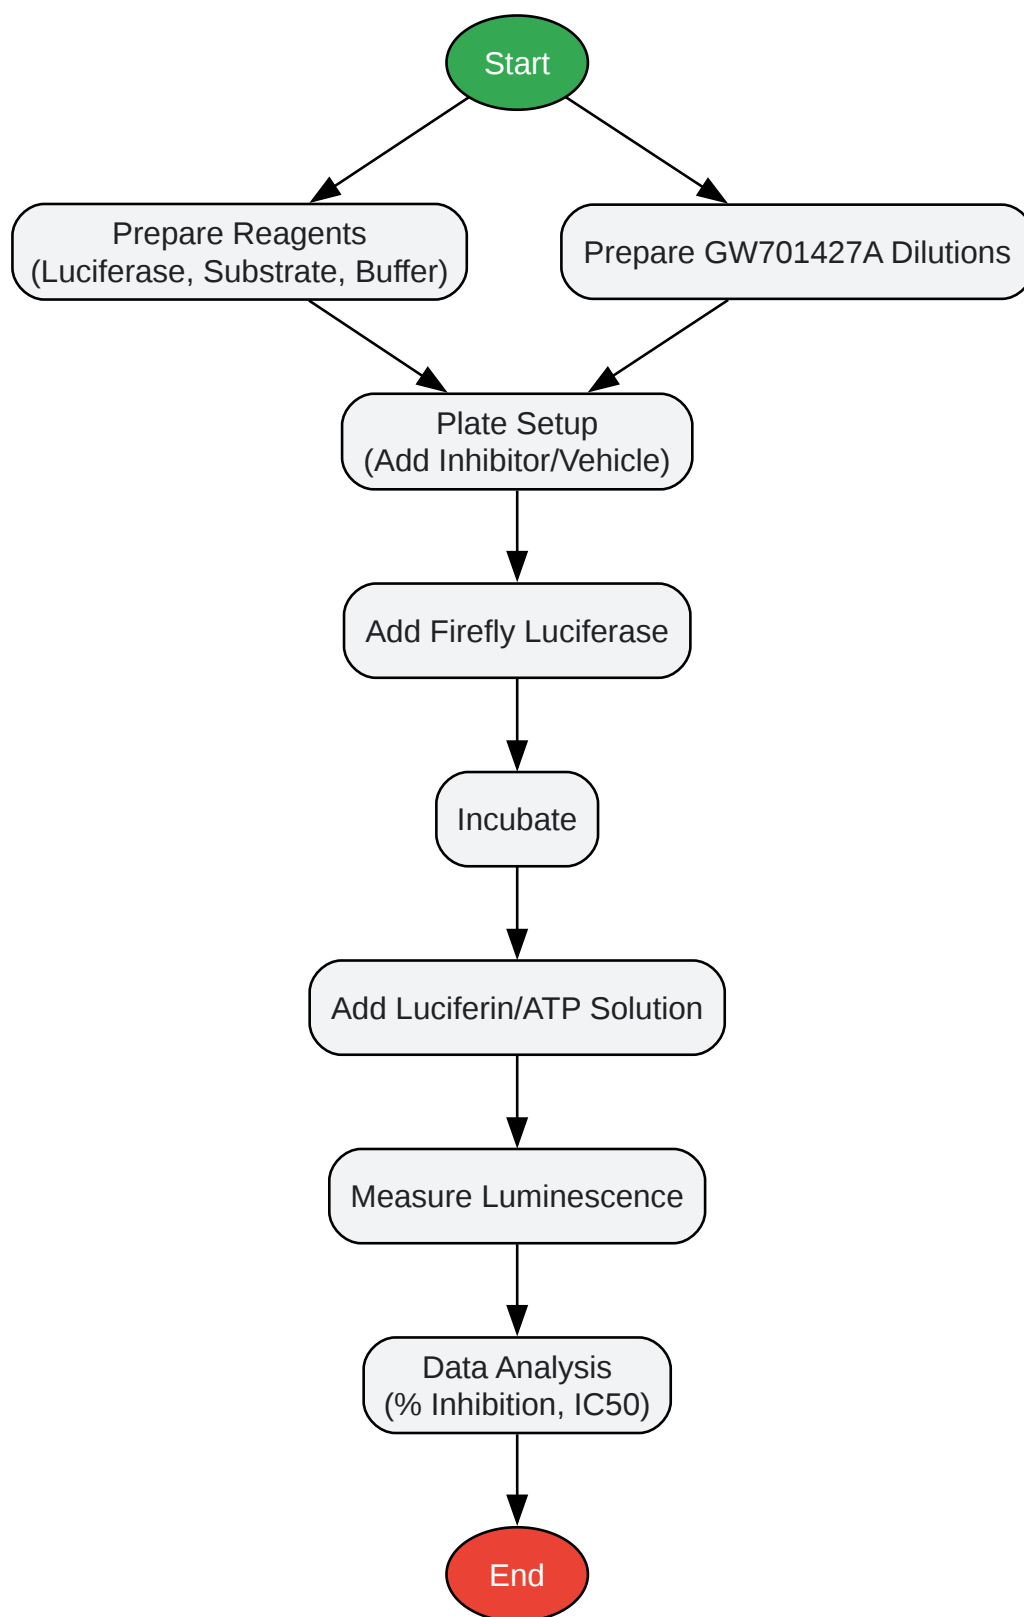 Start
Prepare Reagents
(Luciferase, Substrate, Buffer)
Prepare GW701427A Dilutions
Plate Setup
(Add Inhibitor/Vehicle)
Add Firefly Luciferase
Incubate
Add Luciferin/ATP Solution
Measure Luminescence
Data Analysis
(% Inhibition, IC50)
End